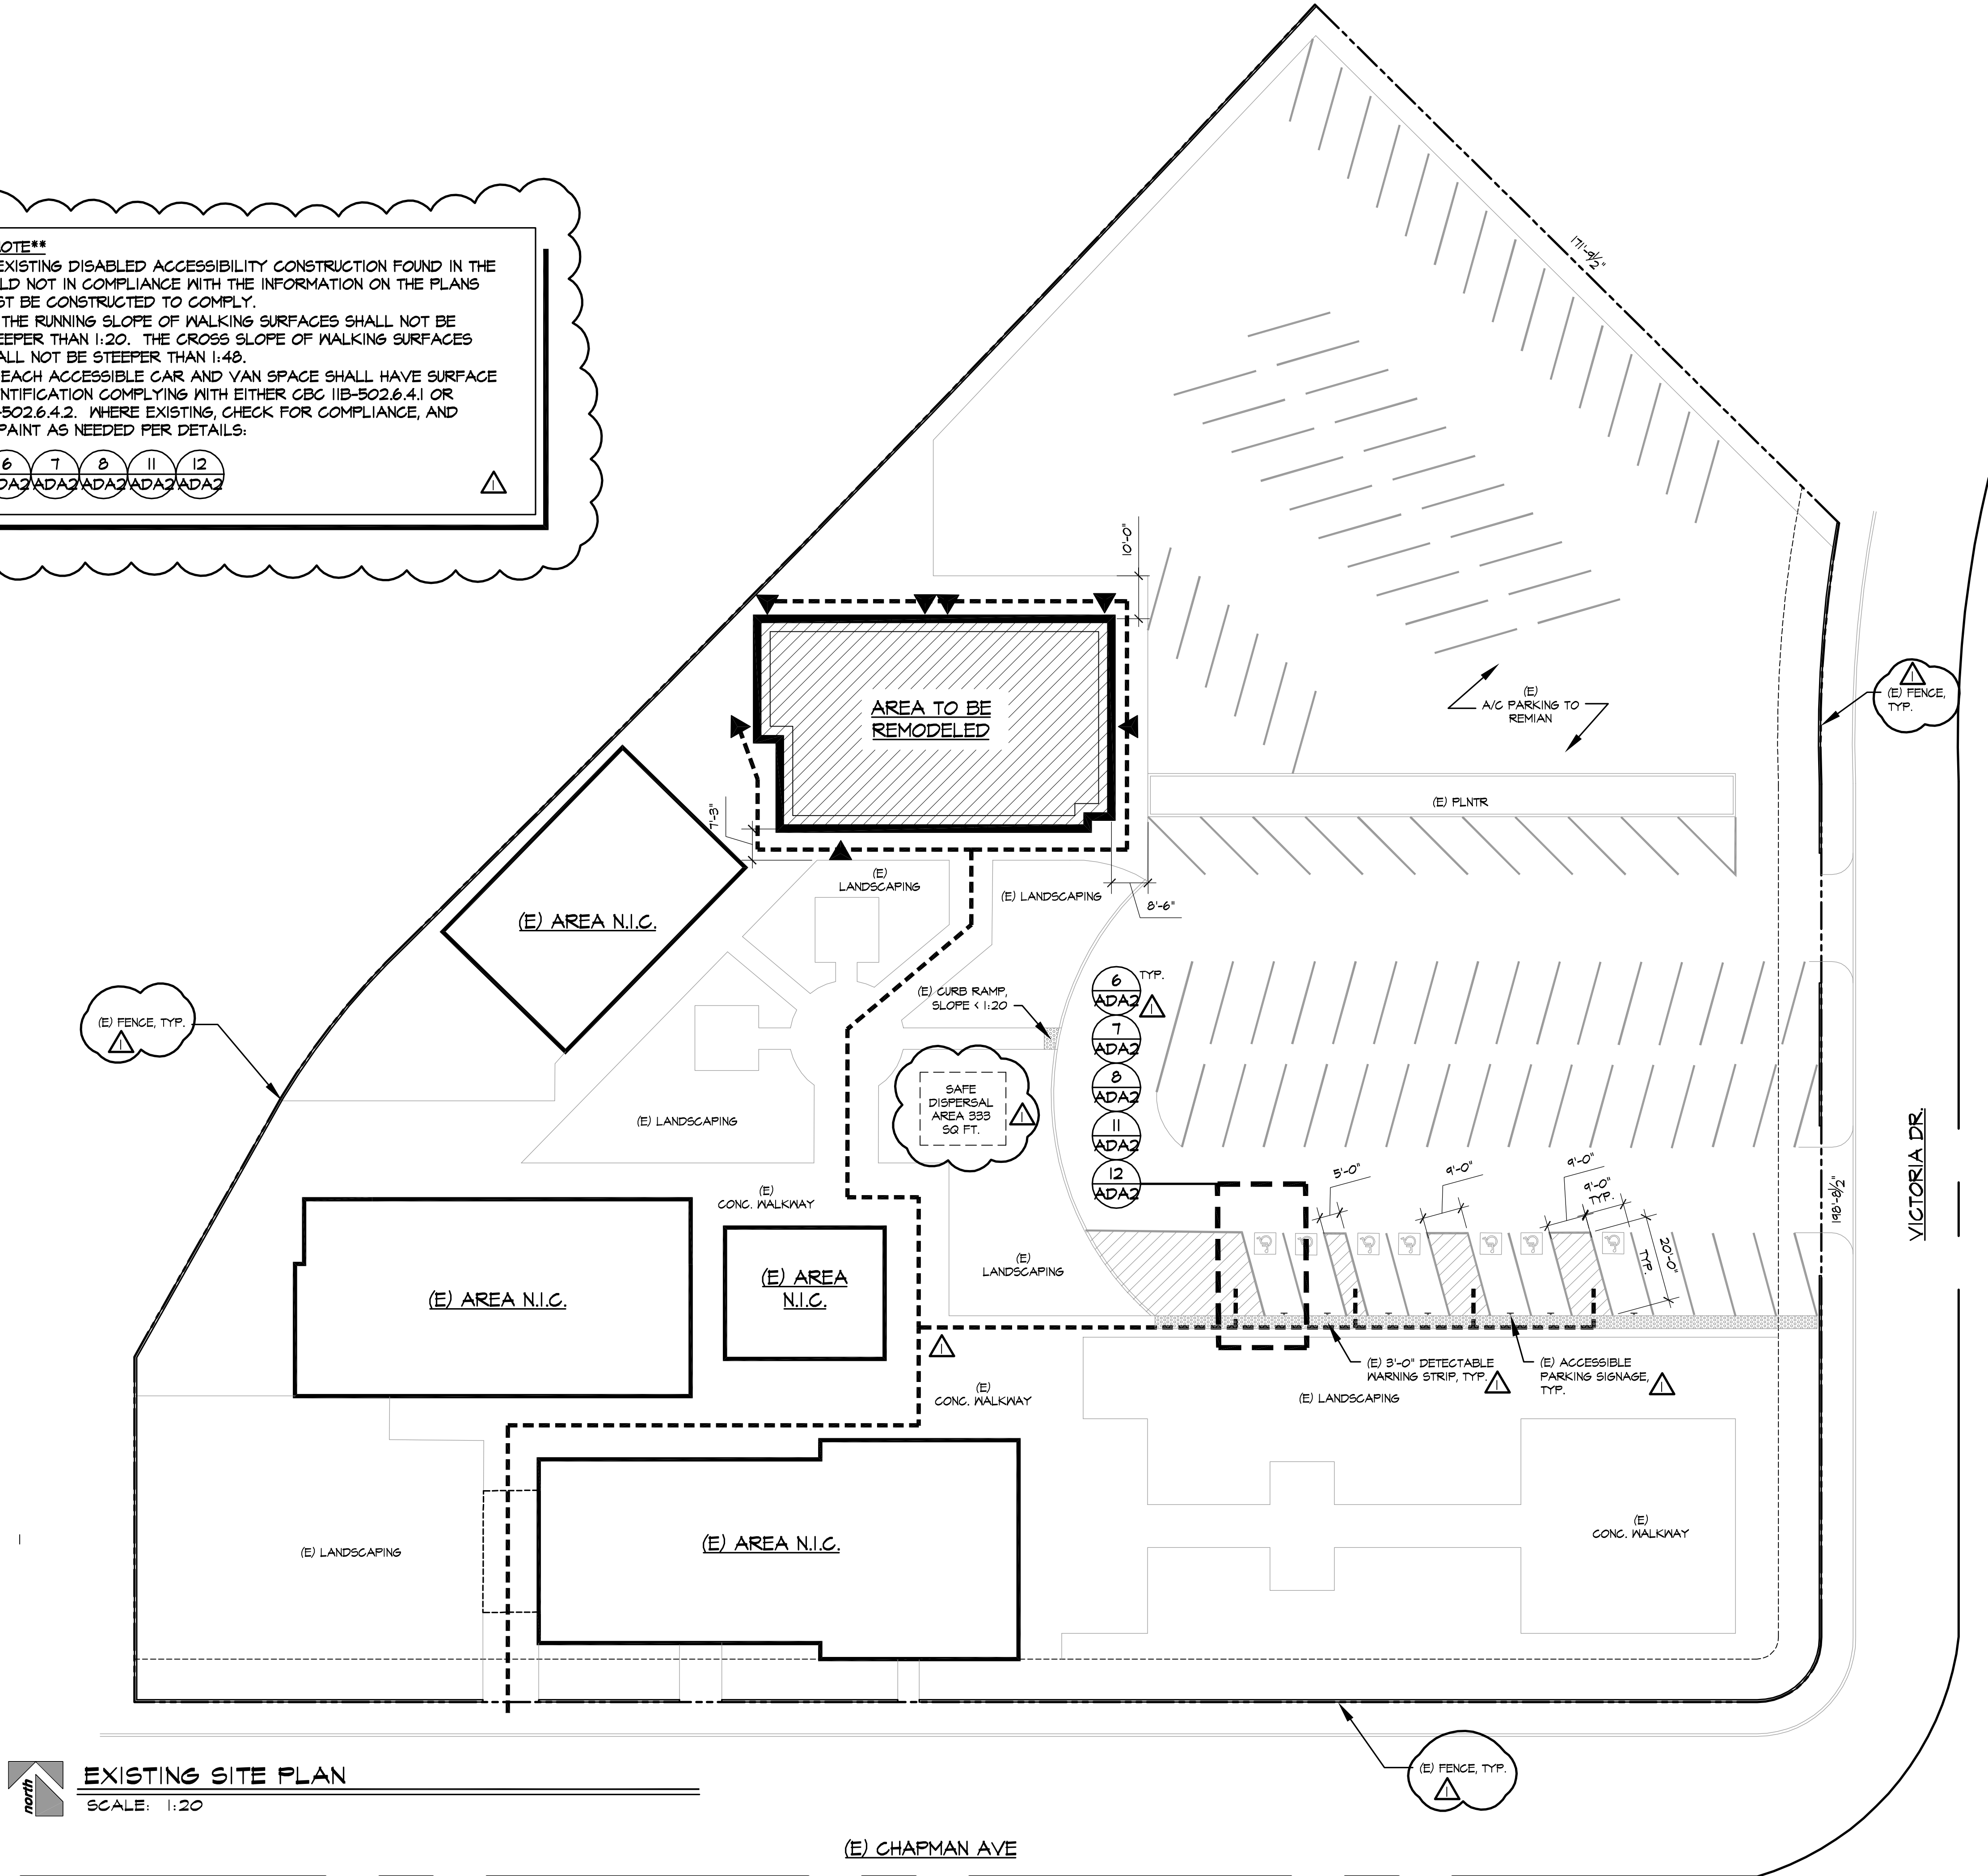 OTE**
EXISTING DISABLED ACCESSIBILITY CONSTRUCTION FOUND IN THE
LD NOT IN COMPLIANCE WITH THE INFORMATION ON THE PLANS
ST BE CONSTRUCTED TO COMPLY.
THE RUNNING SLOPE OF WALKING SURFACES SHALL NOT BE
EEPER THAN 1:20. THE CROSS SLOPE OF WALKING SURFACES
ALL NOT BE STEEPER THAN 1:48.
EACH ACCESSIBLE CAR AND VAN SPACE SHALL HAVE SURFACE
NTIFICATION COMPLYING WITH EITHER CBC 11B-502.6.4.1 OR
-502.6.4.2. WHERE EXISTING, CHECK FOR COMPLIANCE, AND
PAINT AS NEEDED PER DETAILS:
6 7 8 11 12
DA2 ADA2 ADA2 ADA2 ADA2
1
171'-9½"
10'-0"
AREA TO BE
REMODELED
(E)
A/C PARKING TO
REMIAN
1
(E) FENCE,
TYP.
(E) PLNTR
7'-3"
(E)
LANDSCAPING
(E) LANDSCAPING
8'-6"
(E) AREA N.I.C.
(E) FENCE, TYP.
1
(E) CURB RAMP,
SLOPE < 1:20
6
ADA2
TYP.
1
7
ADA2
8
ADA2
11
ADA2
12
ADA2
SAFE
DISPERSAL
AREA 333
SQ FT.
1
(E) LANDSCAPING
(E)
CONC. WALKWAY
5'-0"
9'-0"
9'-0"
9'-0"
TYP.
20'-0"
TYP.
198'-8½"
VICTORIA DR.
(E)
LANDSCAPING
(E) AREA N.I.C.
(E) AREA
N.I.C.
1
(E) 3'-0" DETECTABLE
WARNING STRIP, TYP.
1
(E) ACCESSIBLE
PARKING SIGNAGE,
TYP.
1
(E)
CONC. WALKWAY
(E) LANDSCAPING
(E) LANDSCAPING
(E) AREA N.I.C.
(E)
CONC. WALKWAY
(E) FENCE, TYP.
1
north
EXISTING SITE PLAN
SCALE: 1:20
(E) CHAPMAN AVE